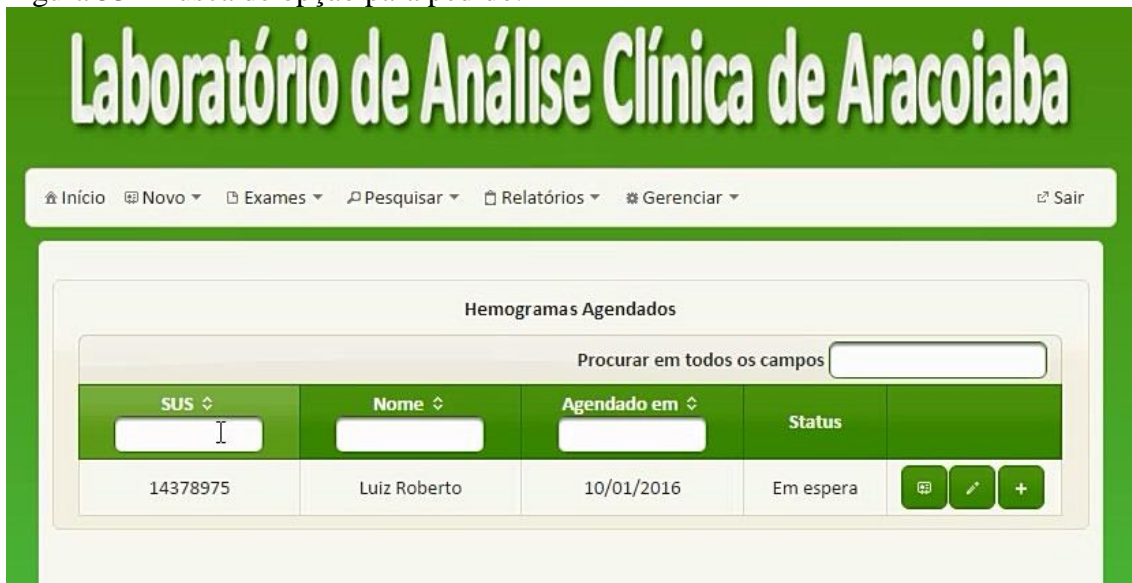 Laboratório de Análise Clínica de Aracoiaba
Início Novo Exames Pesquisar Relatórios Gerenciar Sair
Hemogramas Agendados
Procurar em todos os campos
SUS Nome Agendado em Status
14378975 Luiz Roberto 10/01/2016 Em espera